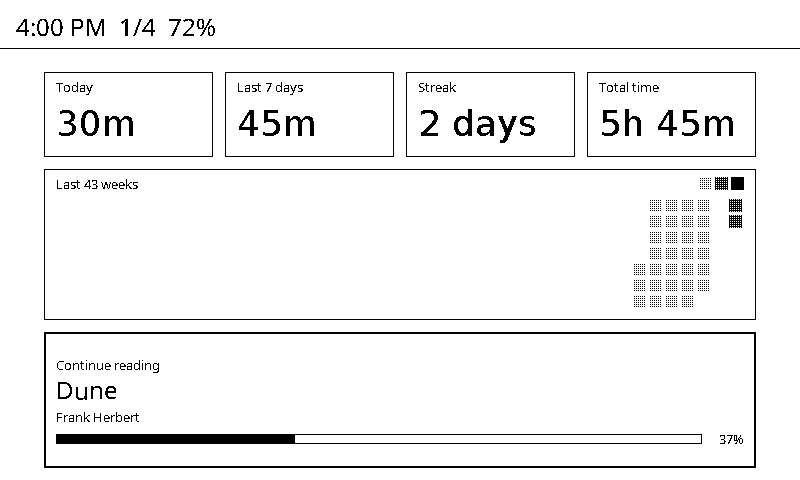 4:00 PM 1/4 72%
Today
30m
Last 7 days
45m
Streak
2 days
Total time
5h 45m
Last 43 weeks
Continue reading
Dune
Frank Herbert
37%